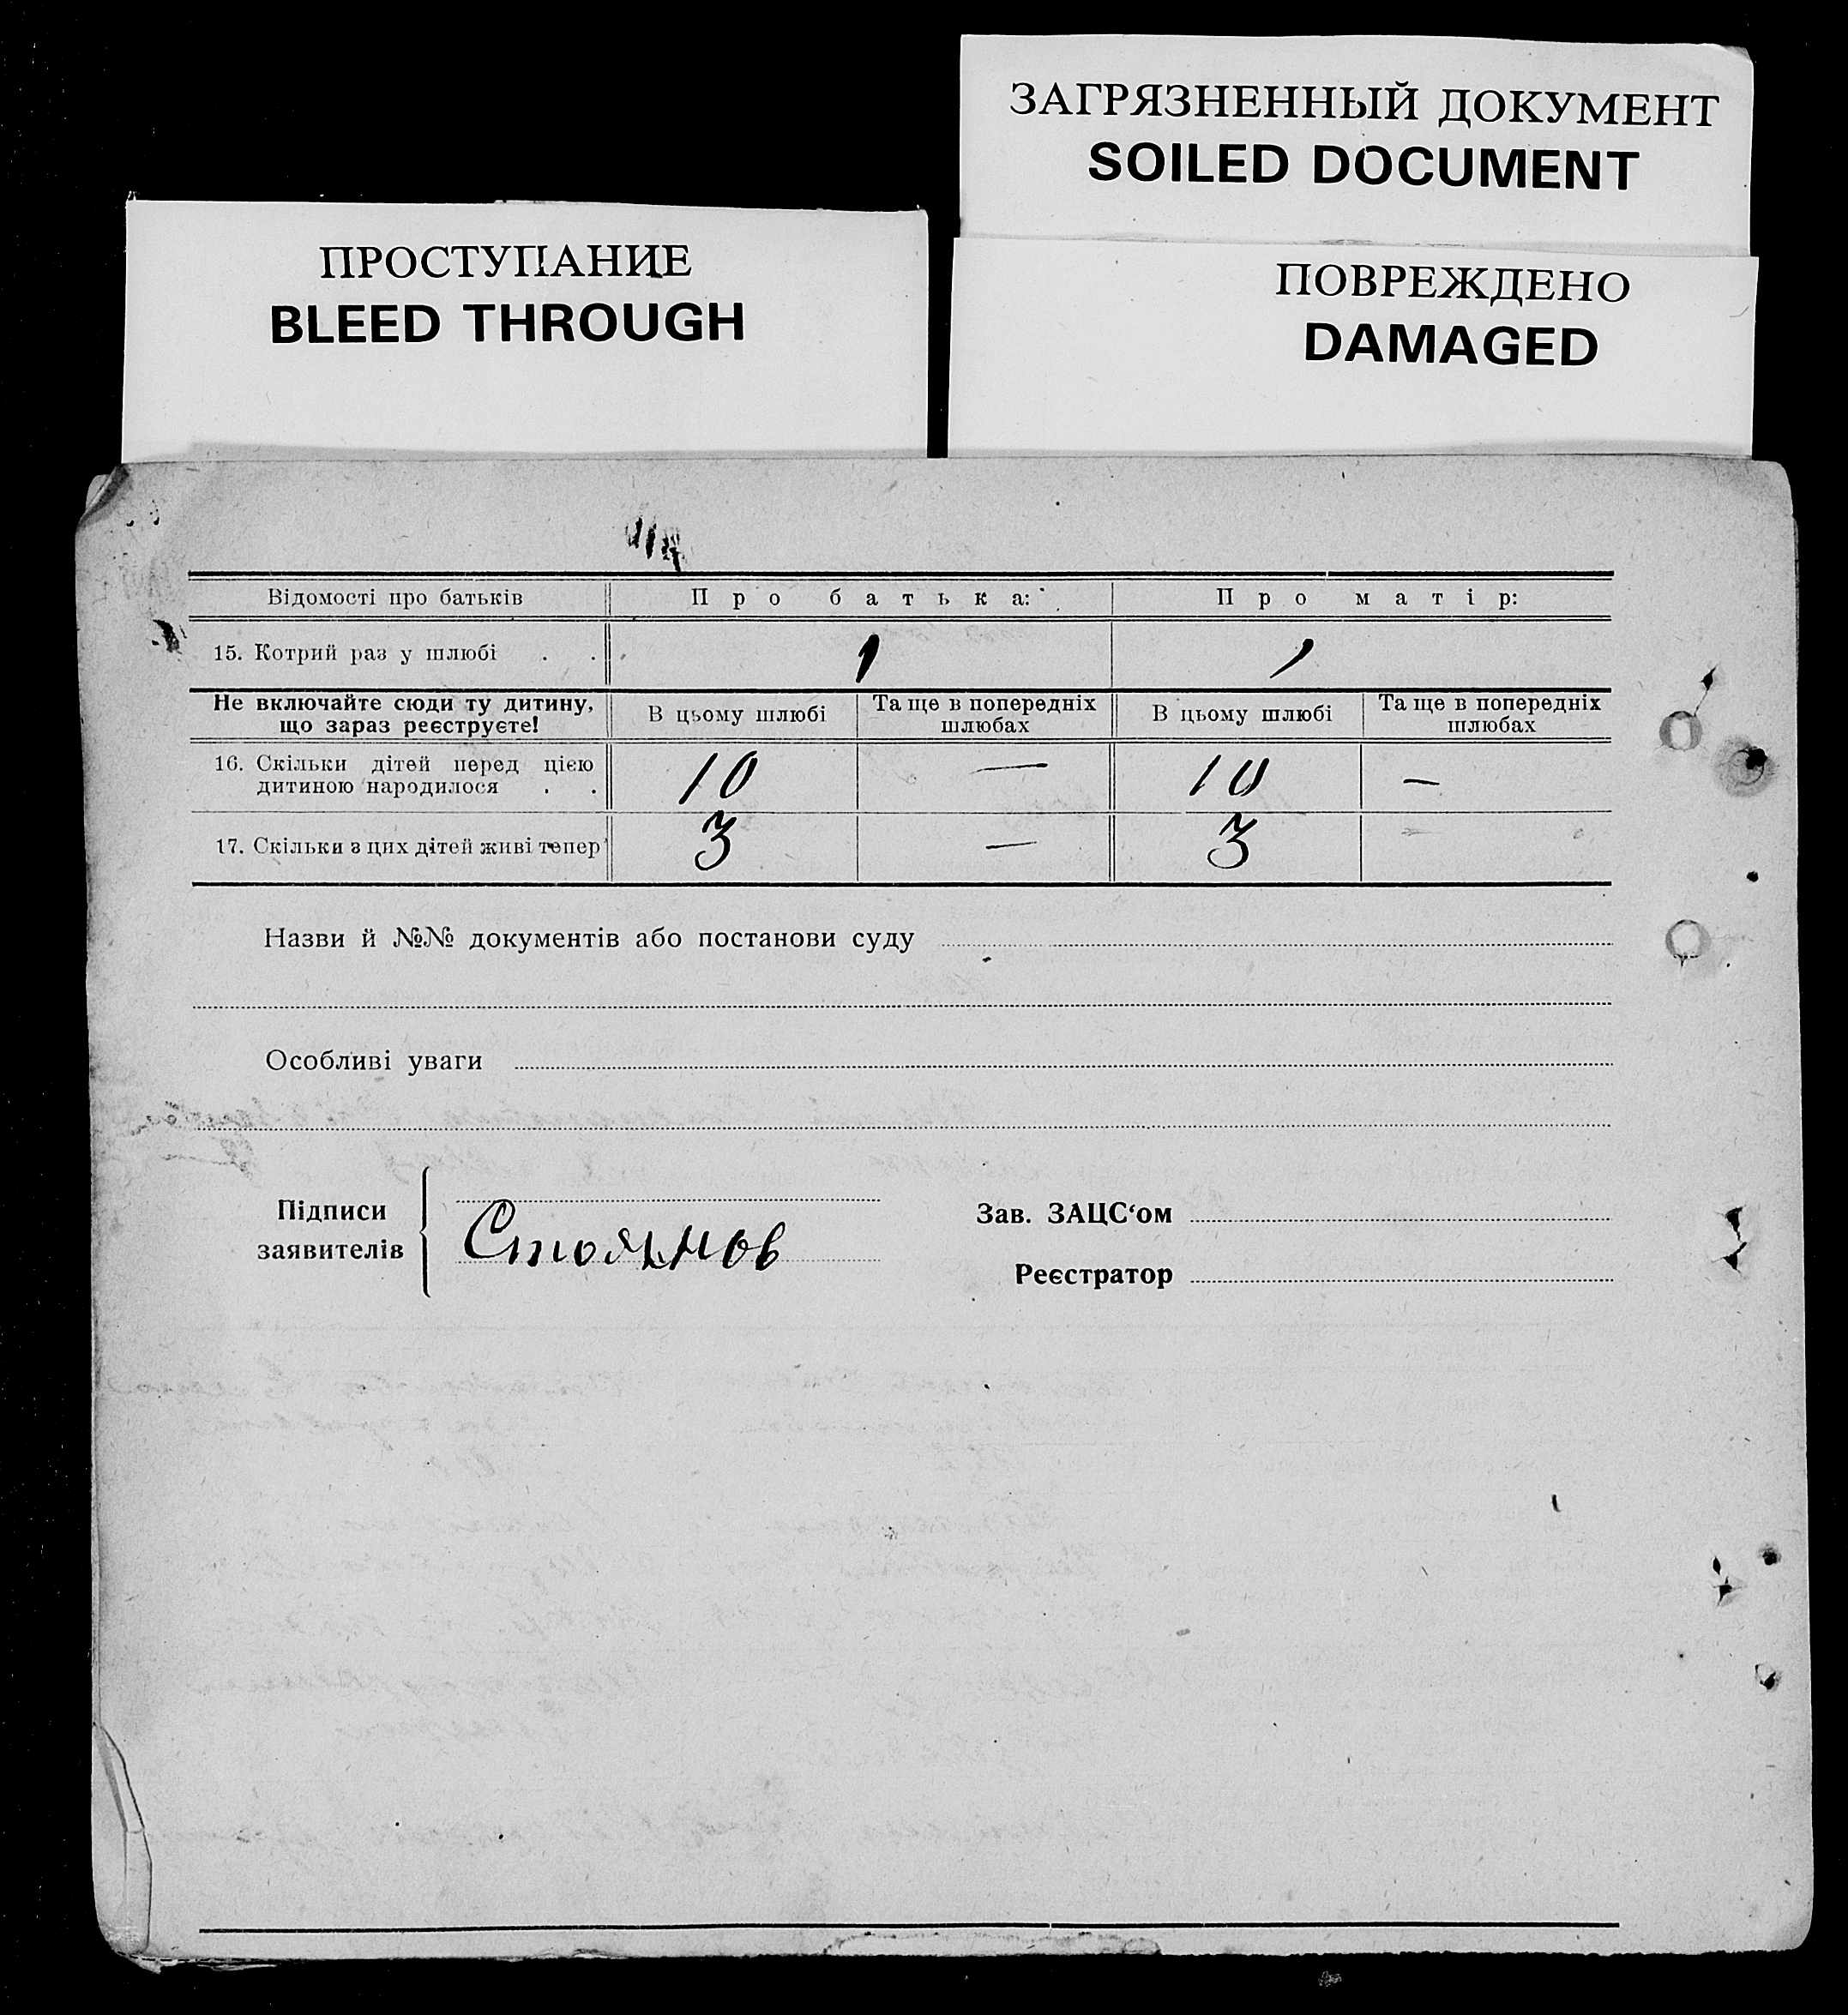 ЗАГРЯЗНЕННЫЙ ДОКУМЕНТ
SOILED DOCUMENT
ПРОСТУПАНИЕ
BLEED THROUGH
ПОВРЕЖДЕНО
DAMAGED
Відомості про батьків Про батька: Про матір:
15. Котрий раз у шлюбі . . 1 1
Не включайте сюди ту дитину, що зараз реєструєте! В цьому шлюбі Та ще в попередніх шлюбах В цьому шлюбі Та ще в попередніх шлюбах
16. Скільки дітей перед цією дитиною народилося . . 10 — 10 —
17. Скільки з цих дітей живі тепер 3 — 3 —
Назви й №№ документів або постанови суду
Особливі уваги
Підписи заявителів Стоянов
Зав. ЗАЦС‘ом
Реєстратор